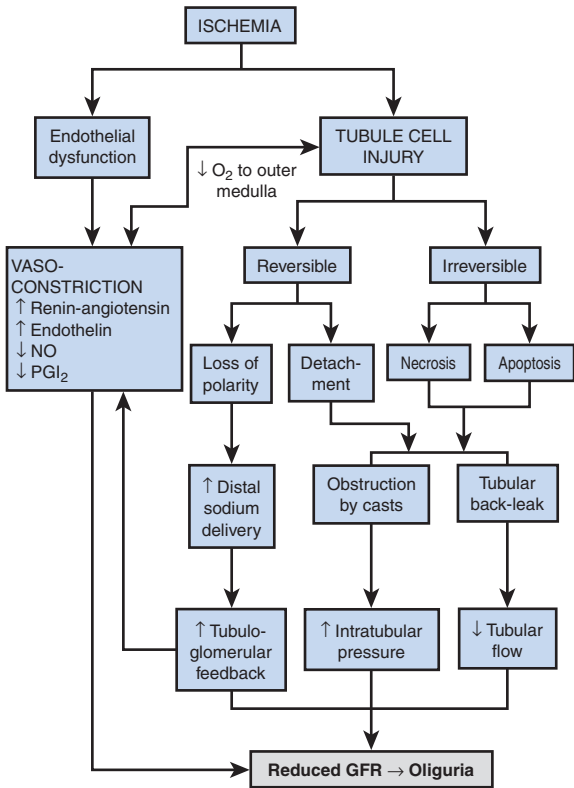 ISCHEMIA
Endothelial
dysfunction
TUBULE CELL
INJURY
↓ O₂ to outer
medulla
VASO-
CONSTRICTION
↑ Renin-angiotensin
↑ Endothelin
↓ NO
↓ PGI₂
Reversible
Irreversible
Loss of
polarity
Detach-
ment
Necrosis
Apoptosis
↑ Distal
sodium
delivery
Obstruction
by casts
Tubular
back-leak
↑ Tubulo-
glomerular
feedback
↑ Intratubular
pressure
↓ Tubular
flow
Reduced GFR → Oliguria